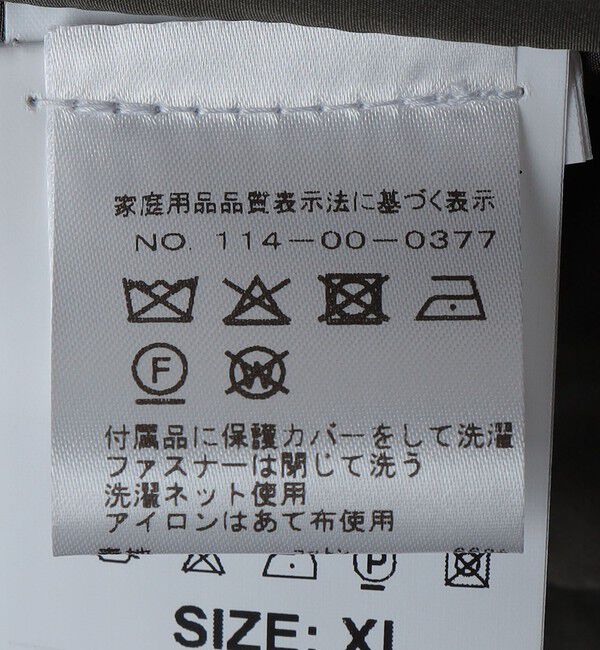 家庭用品品質表示法に基づく表示
NO. 114-00-0377
F
W
付属品に保護カバーをして洗濯
ファスナーは閉じて洗う
洗濯ネット使用
アイロンはあて布使用
P
SIZE: XL